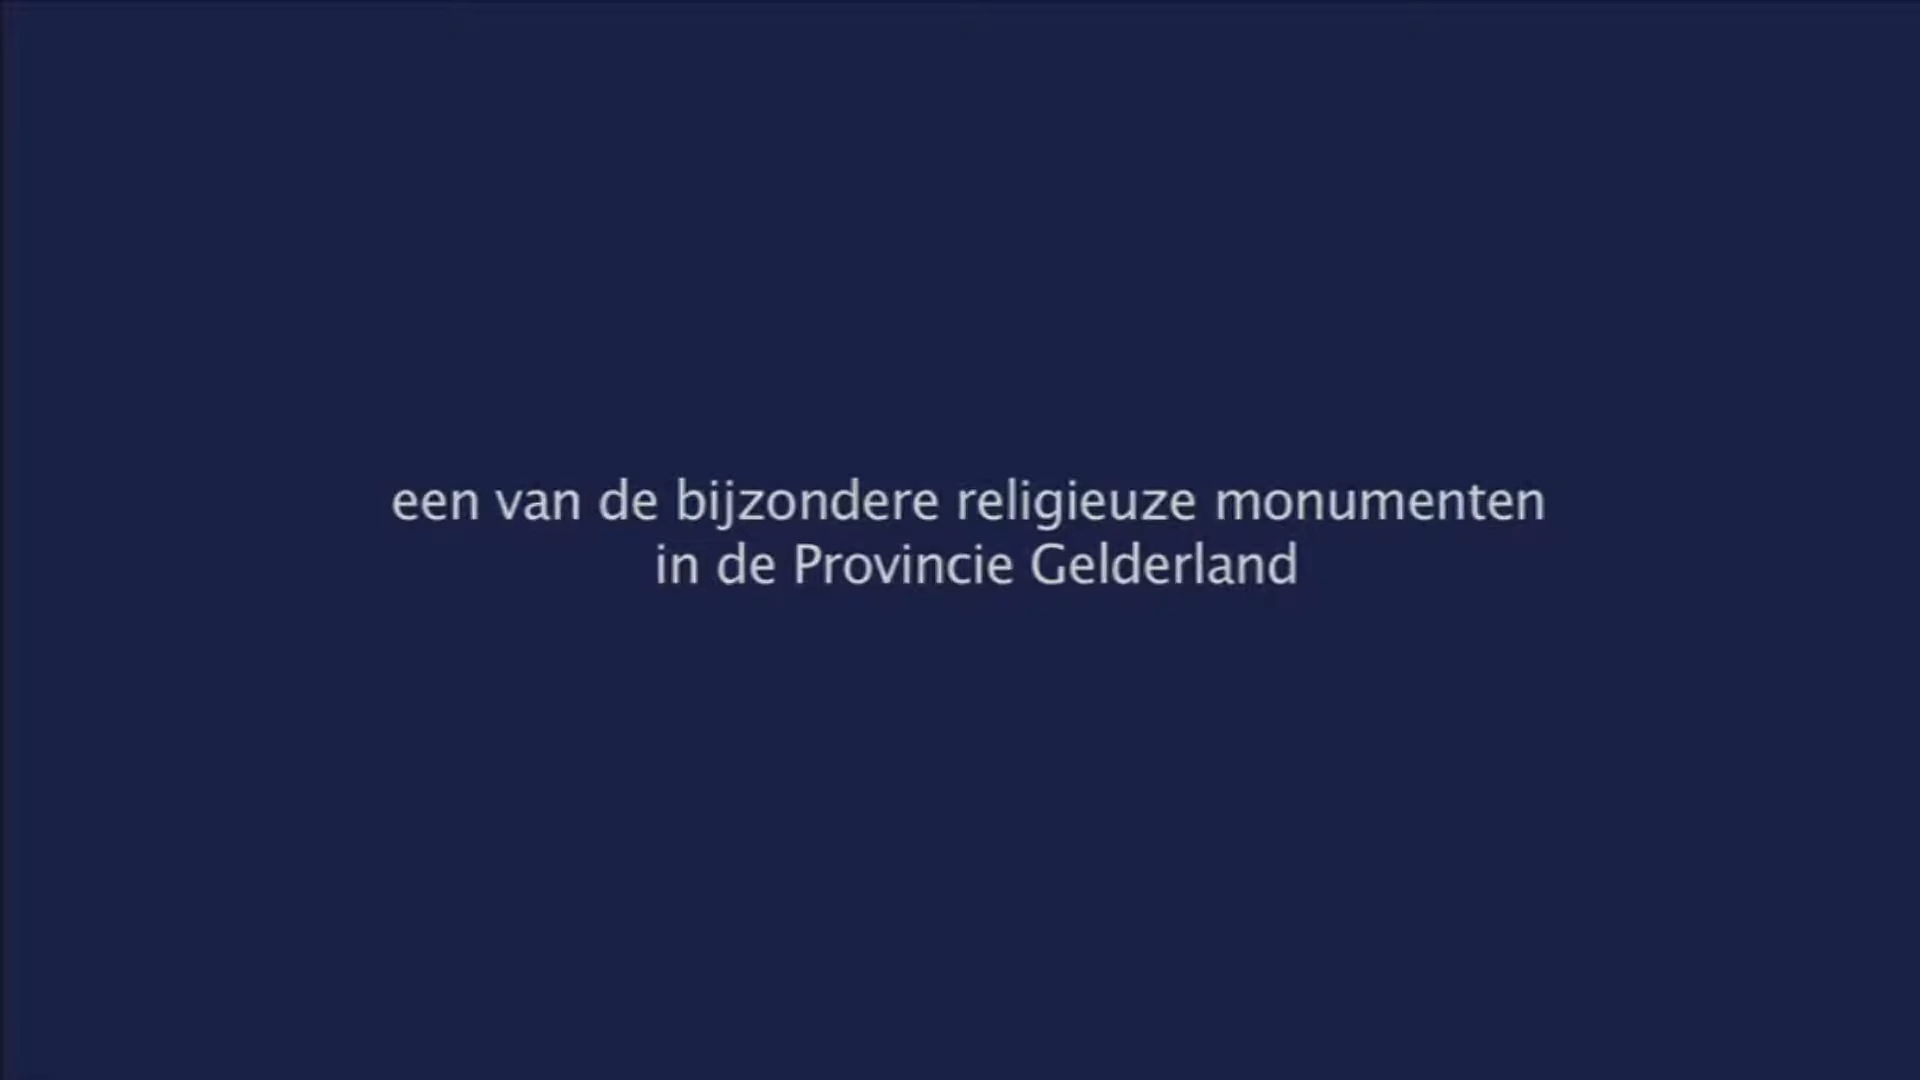 een van de bijzondere religieuze monumenten
in de Provincie Gelderland